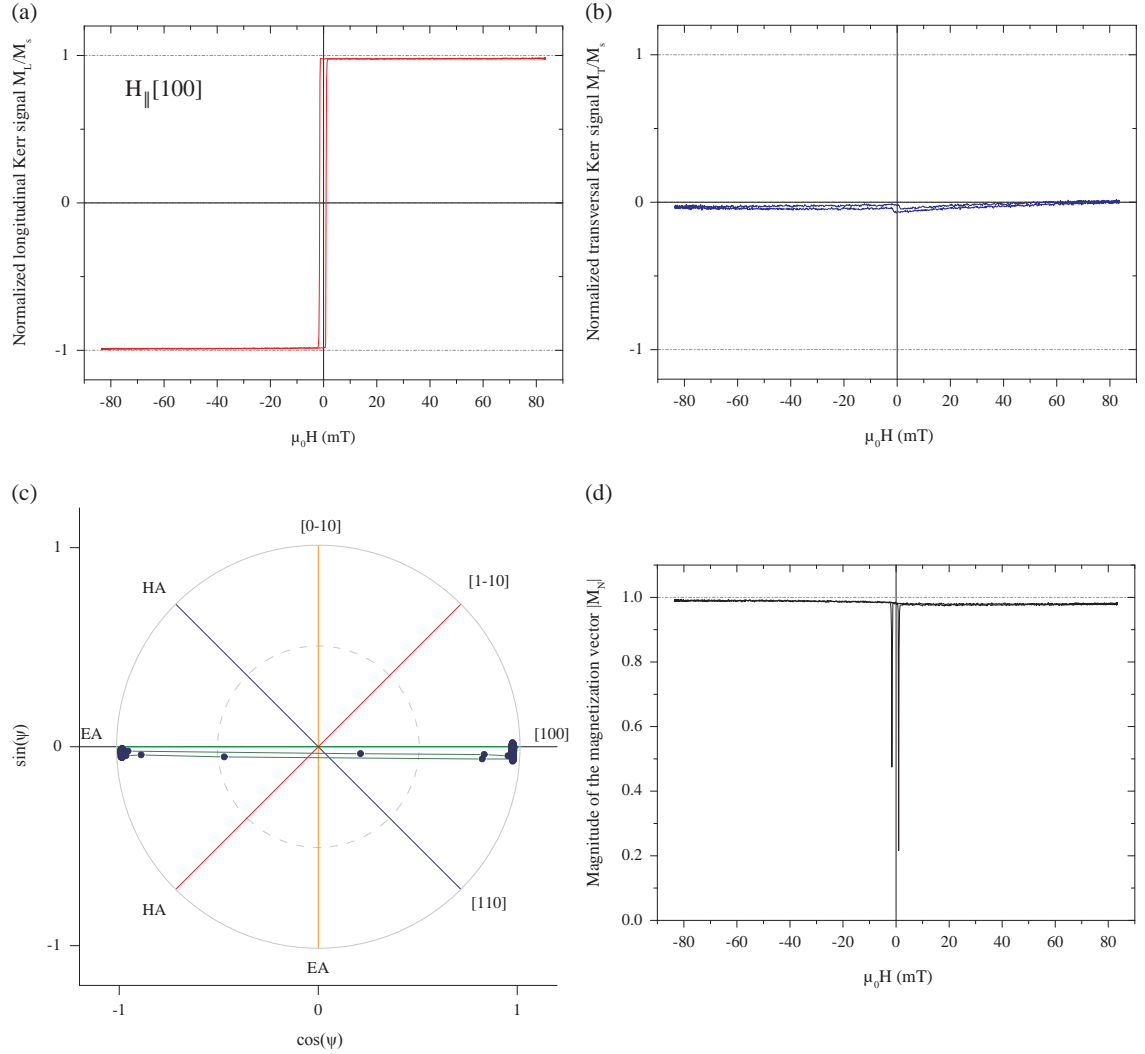 (a)
Normalized longitudinal Kerr signal M_L/M_s
1
0
-1
H_∥[100]
-80 -60 -40 -20 0 20 40 60 80
μ₀H (mT)
(b)
Normalized transversal Kerr signal M_T/M_s
1
0
-1
-80 -60 -40 -20 0 20 40 60 80
μ₀H (mT)
(c)
sin(ψ)
1
0
-1
[0-10]
HA
[1-10]
EA
[100]
HA
[110]
EA
-1 0 1
cos(ψ)
(d)
Magnitude of the magnetization vector |M_N|
1.0
0.8
0.6
0.4
0.2
0.0
-80 -60 -40 -20 0 20 40 60 80
μ₀H (mT)